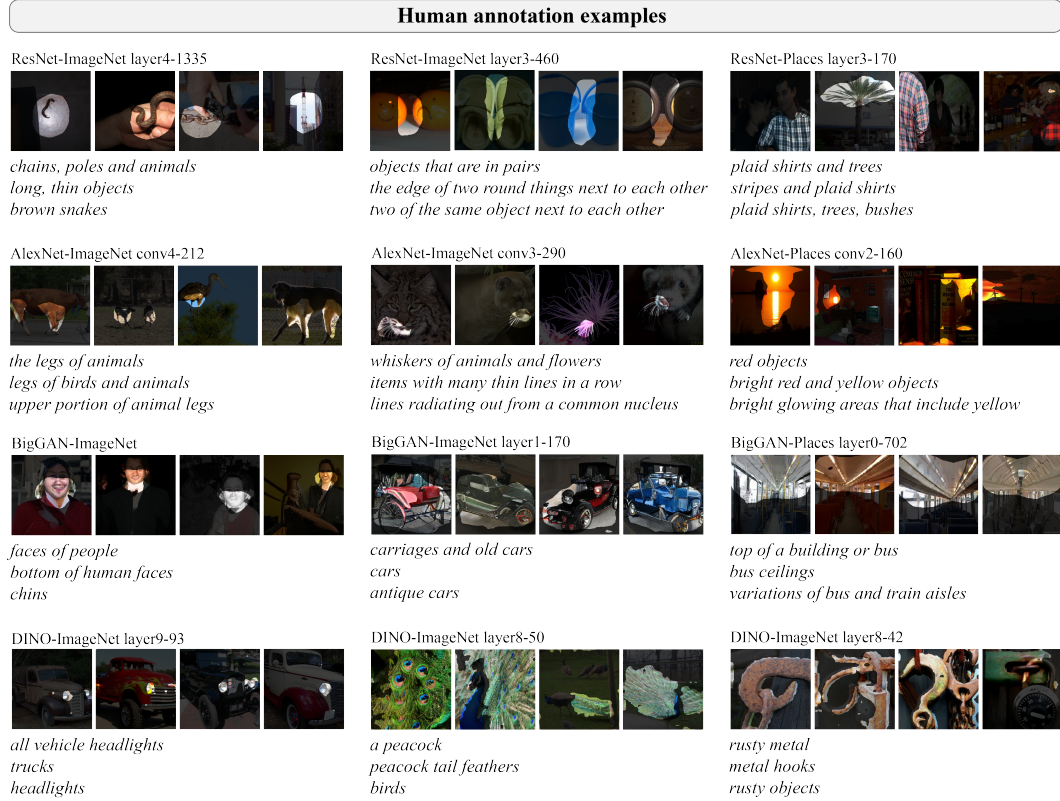 Human annotation examples
ResNet-ImageNet layer4-1335
chains, poles and animals
long, thin objects
brown snakes
ResNet-ImageNet layer3-460
objects that are in pairs
the edge of two round things next to each other
two of the same object next to each other
ResNet-Places layer3-170
plaid shirts and trees
stripes and plaid shirts
plaid shirts, trees, bushes
AlexNet-ImageNet conv4-212
the legs of animals
legs of birds and animals
upper portion of animal legs
AlexNet-ImageNet conv3-290
whiskers of animals and flowers
items with many thin lines in a row
lines radiating out from a common nucleus
AlexNet-Places conv2-160
red objects
bright red and yellow objects
bright glowing areas that include yellow
BigGAN-ImageNet
faces of people
bottom of human faces
chins
BigGAN-ImageNet layer1-170
carriages and old cars
cars
antique cars
BigGAN-Places layer0-702
top of a building or bus
bus ceilings
variations of bus and train aisles
DINO-ImageNet layer9-93
all vehicle headlights
trucks
headlights
DINO-ImageNet layer8-50
a peacock
peacock tail feathers
birds
DINO-ImageNet layer8-42
rusty metal
metal hooks
rusty objects